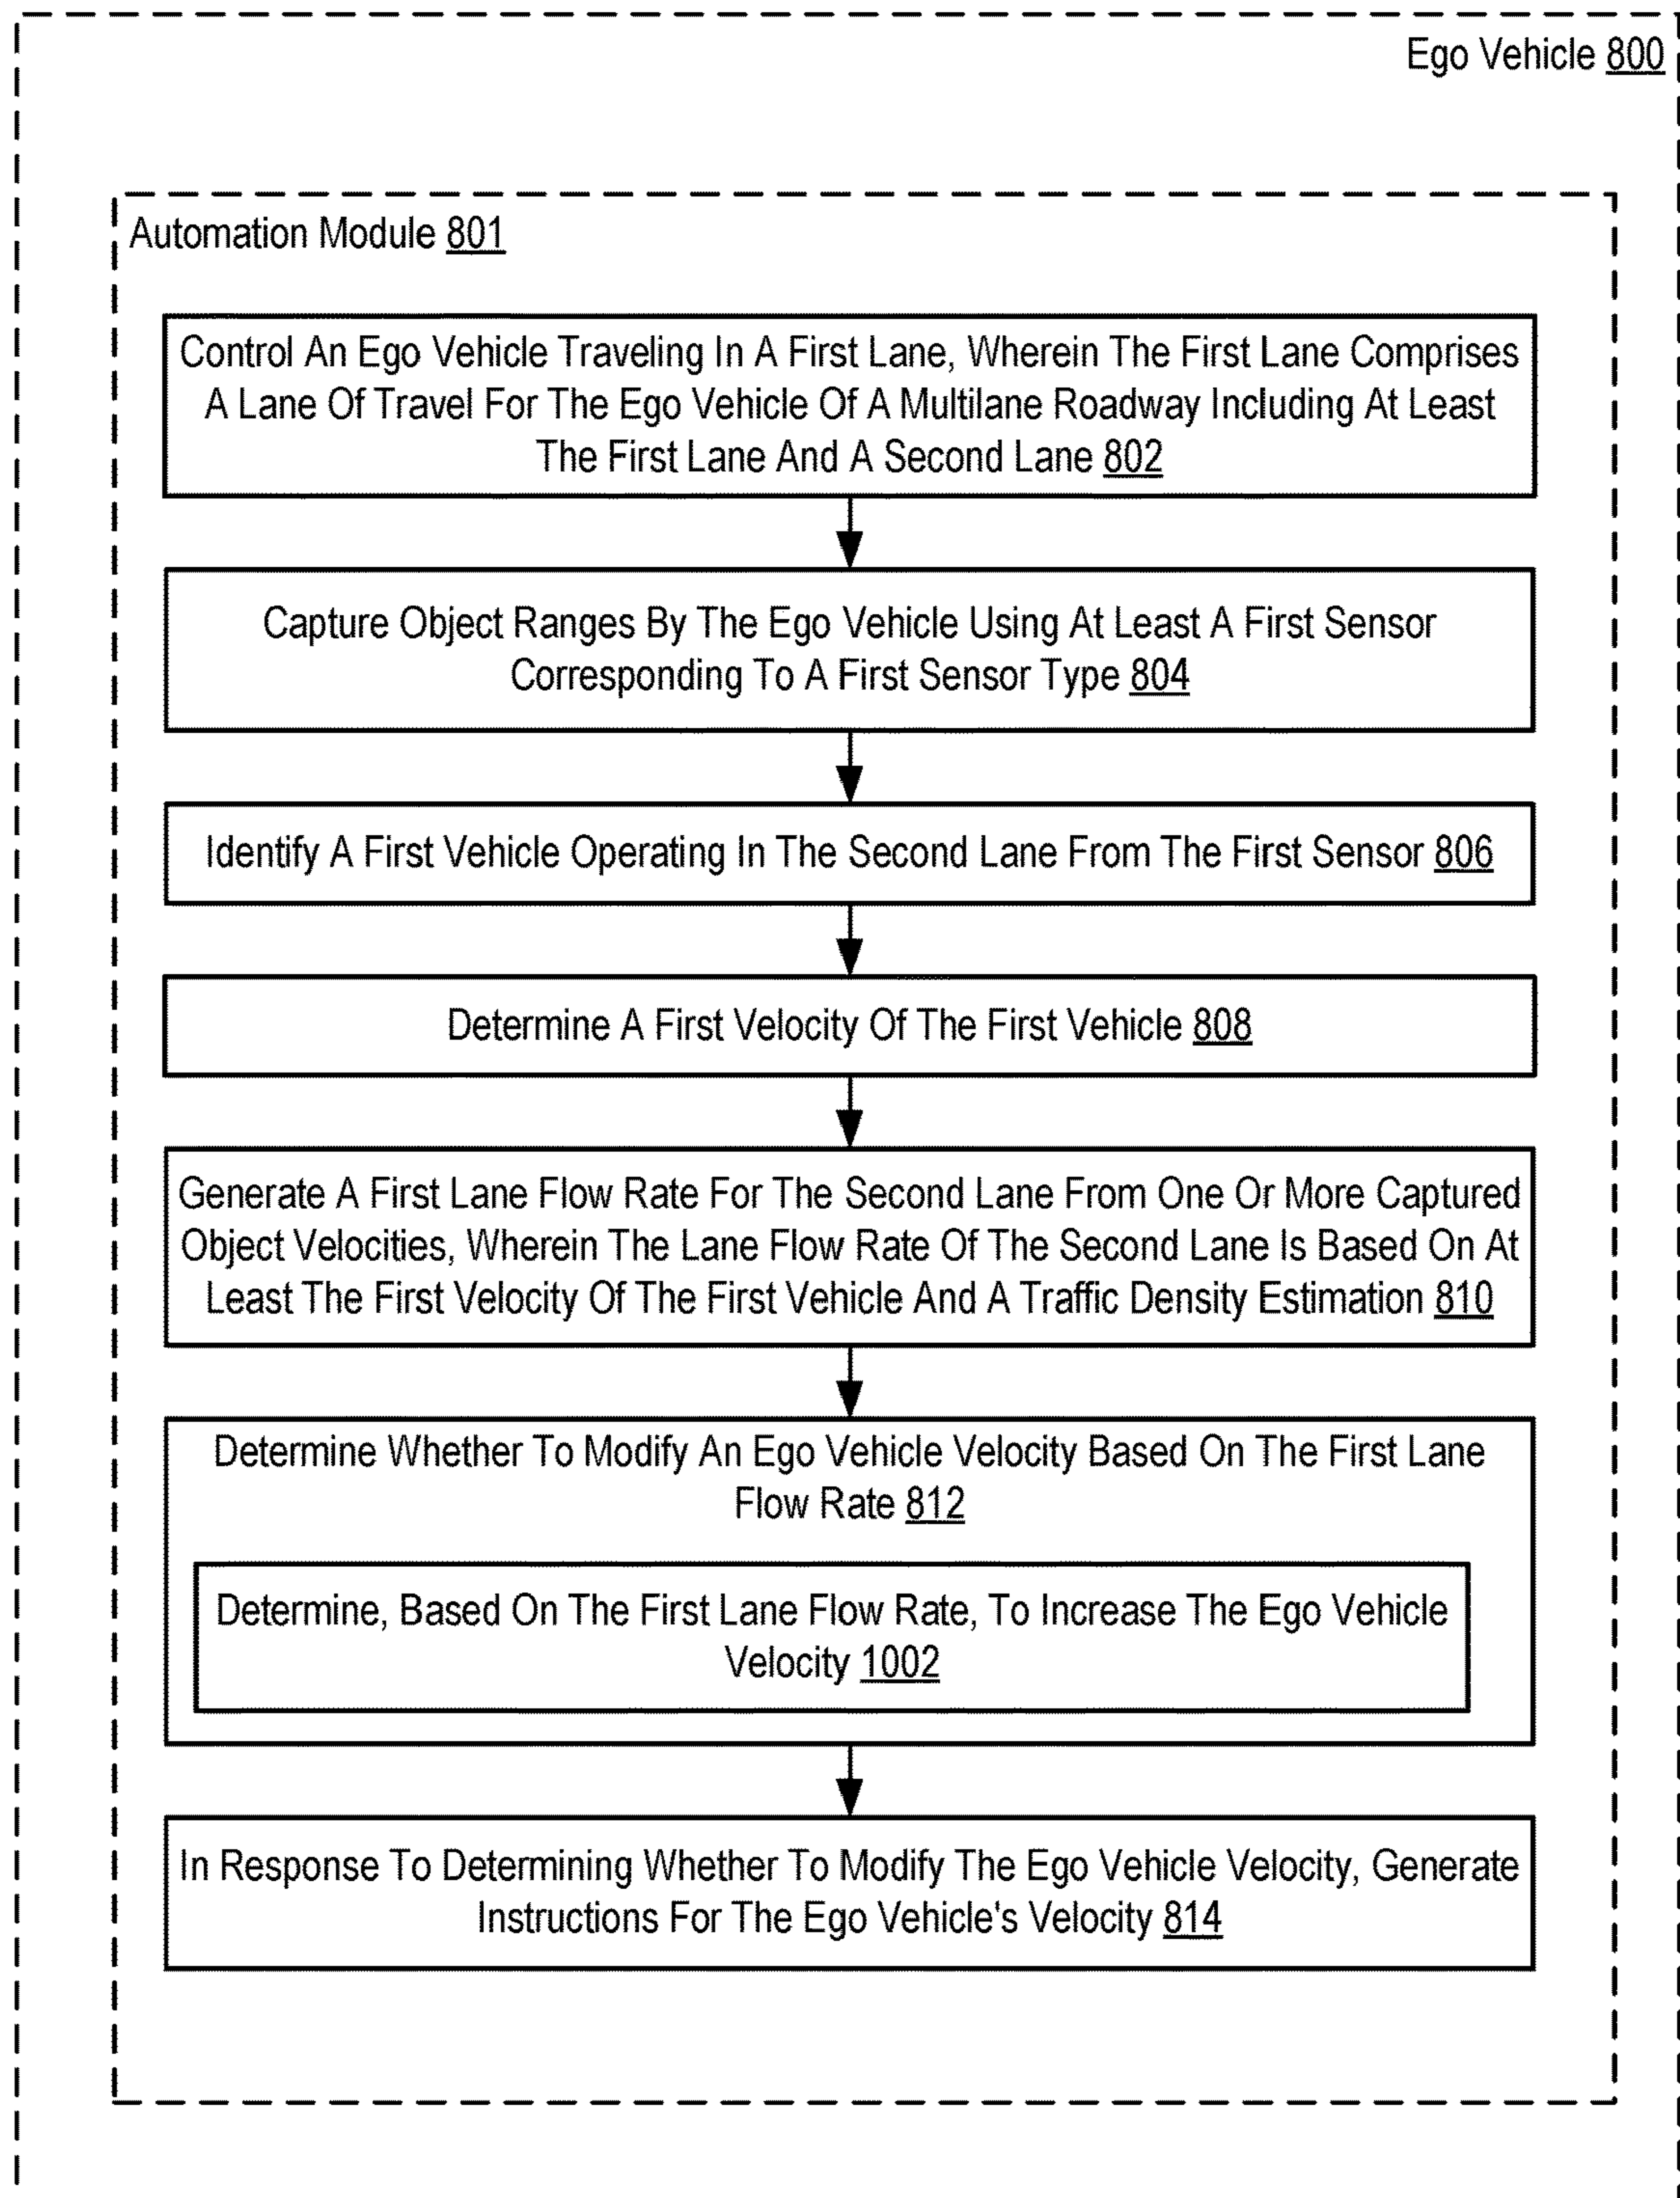 Ego Vehicle 800
Automation Module 801
Control An Ego Vehicle Traveling In A First Lane, Wherein The First Lane Comprises
A Lane Of Travel For The Ego Vehicle Of A Multilane Roadway Including At Least
The First Lane And A Second Lane 802
Capture Object Ranges By The Ego Vehicle Using At Least A First Sensor
Corresponding To A First Sensor Type 804
Identify A First Vehicle Operating In The Second Lane From The First Sensor 806
Determine A First Velocity Of The First Vehicle 808
Generate A First Lane Flow Rate For The Second Lane From One Or More Captured
Object Velocities, Wherein The Lane Flow Rate Of The Second Lane Is Based On At
Least The First Velocity Of The First Vehicle And A Traffic Density Estimation 810
Determine Whether To Modify An Ego Vehicle Velocity Based On The First Lane
Flow Rate 812
Determine, Based On The First Lane Flow Rate, To Increase The Ego Vehicle
Velocity 1002
In Response To Determining Whether To Modify The Ego Vehicle Velocity, Generate
Instructions For The Ego Vehicle's Velocity 814